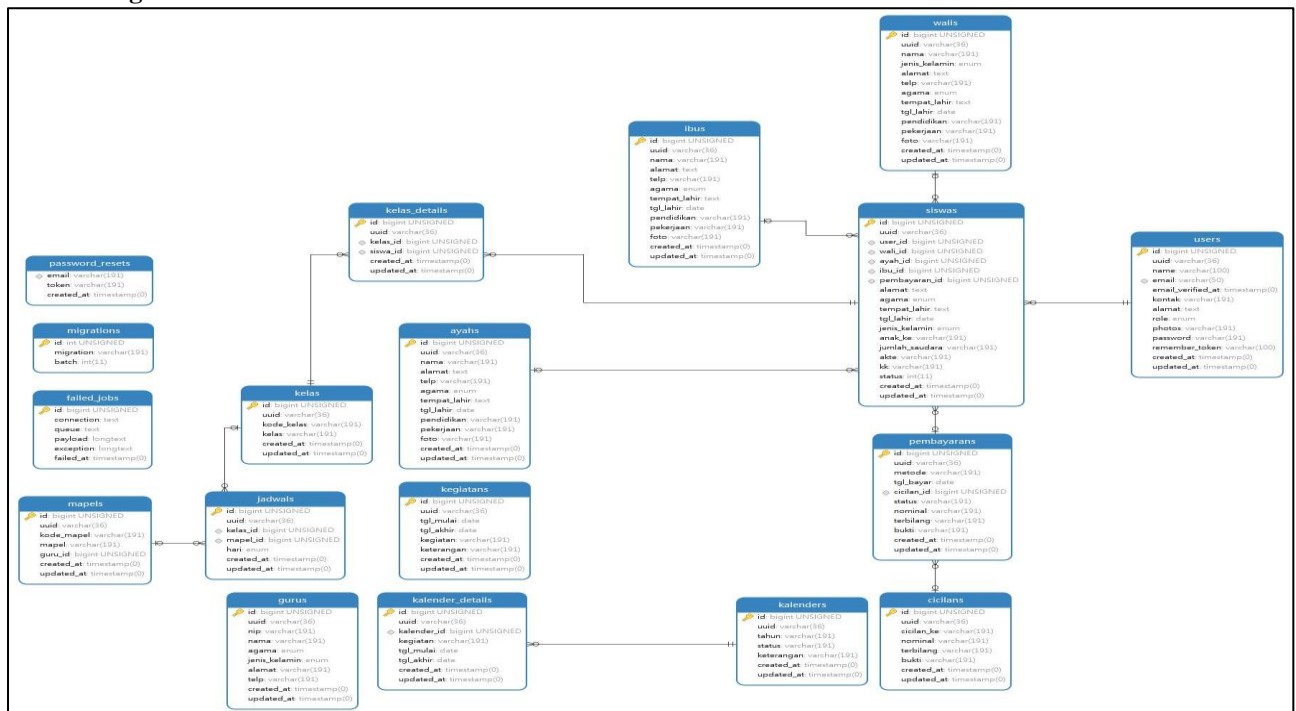 walis
id: bigint UNSIGNED
uuid: varchar(36)
nama: varchar(191)
jenis_kelamin: enum
alamat: text
telp: varchar(191)
agama: enum
tempat_lahir: text
tgl_lahir: date
pendidikan: varchar(191)
pekerjaan: varchar(191)
foto: varchar(191)
created_at: timestamp(0)
updated_at: timestamp(0)
ibus
id: bigint UNSIGNED
uuid: varchar(36)
nama: varchar(191)
alamat: text
telp: varchar(191)
agama: enum
tempat_lahir: text
tgl_lahir: date
pendidikan: varchar(191)
pekerjaan: varchar(191)
foto: varchar(191)
created_at: timestamp(0)
updated_at: timestamp(0)
kelas_details
id: bigint UNSIGNED
uuid: varchar(36)
kelas_id: bigint UNSIGNED
siswa_id: bigint UNSIGNED
created_at: timestamp(0)
updated_at: timestamp(0)
siswas
id: bigint UNSIGNED
uuid: varchar(36)
user_id: bigint UNSIGNED
wali_id: bigint UNSIGNED
ayah_id: bigint UNSIGNED
ibu_id: bigint UNSIGNED
pembayaran_id: bigint UNSIGNED
alamat: text
agama: enum
tempat_lahir: text
tgl_lahir: date
jenis_kelamin: enum
anak_ke: varchar(191)
jumlah_saudara: varchar(191)
akte: varchar(191)
kk: varchar(191)
status: int(11)
created_at: timestamp(0)
updated_at: timestamp(0)
users
id: bigint UNSIGNED
uuid: varchar(36)
name: varchar(100)
email: varchar(50)
email_verified_at: timestamp(0)
kontak: varchar(191)
alamat: text
role: enum
photos: varchar(191)
password: varchar(191)
remember_token: varchar(100)
created_at: timestamp(0)
updated_at: timestamp(0)
password_resets
email: varchar(191)
token: varchar(191)
created_at: timestamp(0)
migrations
id: int UNSIGNED
migration: varchar(191)
batch: int(11)
ayahs
id: bigint UNSIGNED
uuid: varchar(36)
nama: varchar(191)
alamat: text
telp: varchar(191)
agama: enum
tempat_lahir: text
tgl_lahir: date
pendidikan: varchar(191)
pekerjaan: varchar(191)
foto: varchar(191)
created_at: timestamp(0)
updated_at: timestamp(0)
failed_jobs
id: bigint UNSIGNED
connection: text
queue: text
payload: longtext
exception: longtext
failed_at: timestamp(0)
kelas
id: bigint UNSIGNED
uuid: varchar(36)
kode_kelas: varchar(191)
kelas: varchar(191)
created_at: timestamp(0)
updated_at: timestamp(0)
pembayarans
id: bigint UNSIGNED
uuid: varchar(36)
metode: varchar(191)
tgl_bayar: date
cicilan_id: bigint UNSIGNED
status: varchar(191)
nominal: varchar(191)
terbilang: varchar(191)
bukti: varchar(191)
created_at: timestamp(0)
updated_at: timestamp(0)
mapels
id: bigint UNSIGNED
uuid: varchar(36)
kode_mapel: varchar(191)
mapel: varchar(191)
guru_id: bigint UNSIGNED
created_at: timestamp(0)
updated_at: timestamp(0)
jadwals
id: bigint UNSIGNED
uuid: varchar(36)
kelas_id: bigint UNSIGNED
mapel_id: bigint UNSIGNED
hari: enum
created_at: timestamp(0)
updated_at: timestamp(0)
kegiatans
id: bigint UNSIGNED
uuid: varchar(36)
tgl_mulai: date
tgl_akhir: date
kegiatan: varchar(191)
keterangan: varchar(191)
created_at: timestamp(0)
updated_at: timestamp(0)
gurus
id: bigint UNSIGNED
uuid: varchar(36)
nip: varchar(191)
nama: varchar(191)
agama: enum
jenis_kelamin: enum
alamat: varchar(191)
telp: varchar(191)
created_at: timestamp(0)
updated_at: timestamp(0)
kalender_details
id: bigint UNSIGNED
uuid: varchar(36)
kalender_id: bigint UNSIGNED
kegiatan: varchar(191)
tgl_mulai: date
tgl_akhir: date
created_at: timestamp(0)
updated_at: timestamp(0)
kalenders
id: bigint UNSIGNED
uuid: varchar(36)
tahun: varchar(191)
status: varchar(191)
keterangan: varchar(191)
created_at: timestamp(0)
updated_at: timestamp(0)
cicilans
id: bigint UNSIGNED
uuid: varchar(36)
cicilan_ke: varchar(191)
nominal: varchar(191)
terbilang: varchar(191)
bukti: varchar(191)
created_at: timestamp(0)
updated_at: timestamp(0)